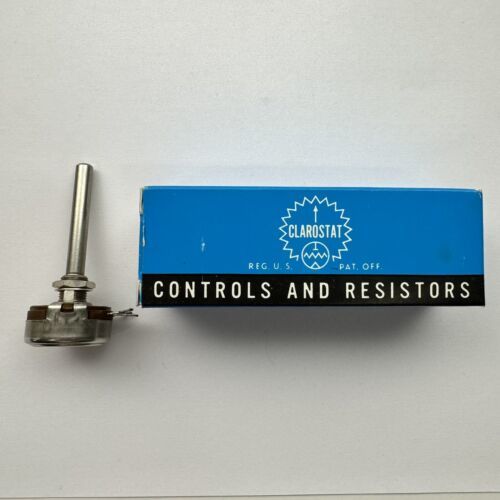 CLAROSTAT
REG. U. S. PAT. OFF.
CONTROLS AND RESISTORS